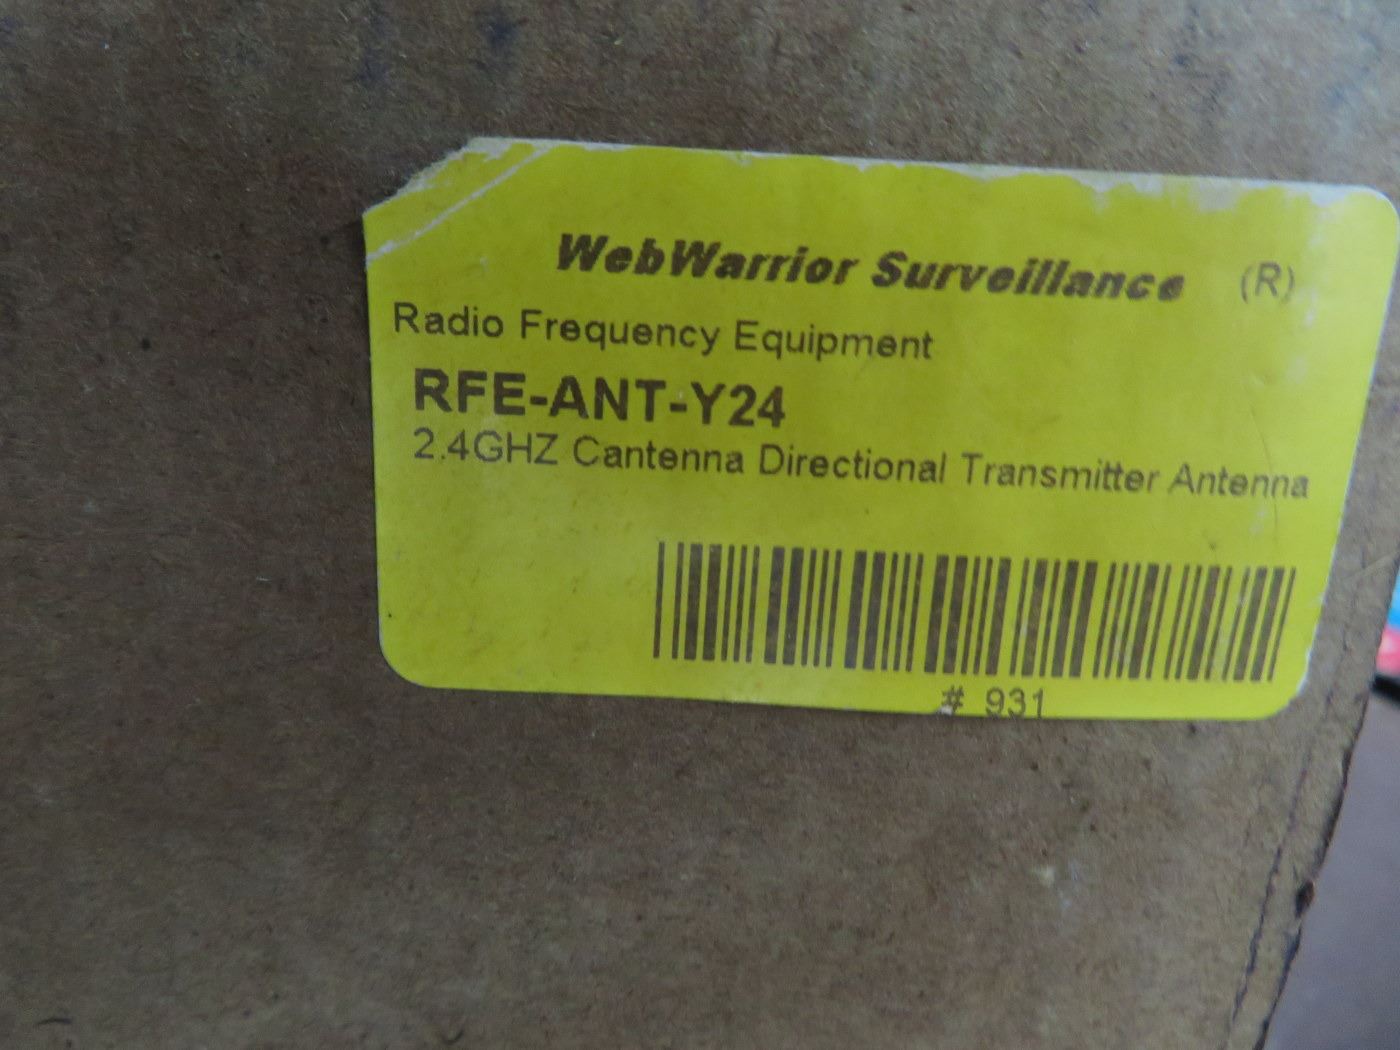 WebWarrior Surveillance (R)
Radio Frequency Equipment
RFE-ANT-Y24
2.4GHZ Cantenna Directional Transmitter Antenna
# 931